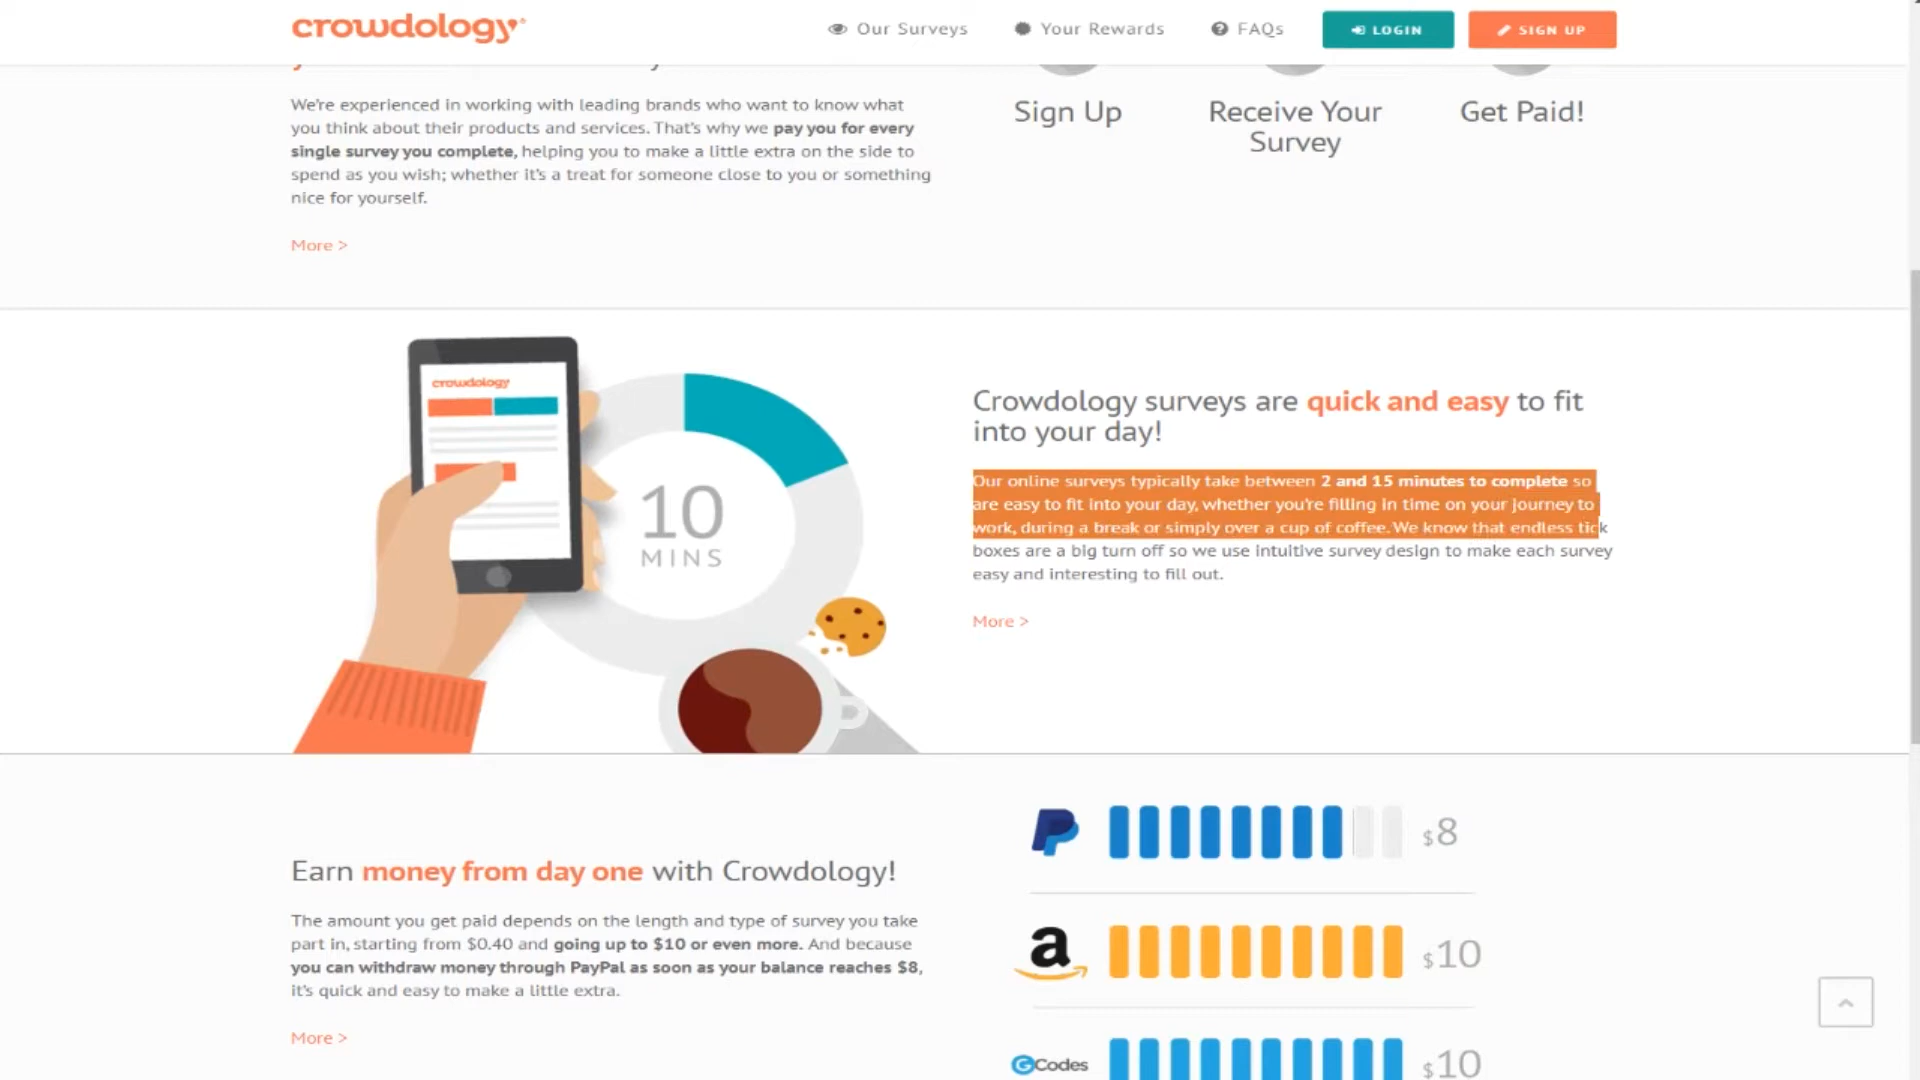 crowdology
Our Surveys
Your Rewards
FAQs
LOGIN
SIGN UP
We're experienced in working with leading brands who want to know what
you think about their products and services. That's why we pay you for every
single survey you complete, helping you to make a little extra on the side to
spend as you wish; whether it's a treat for someone close to you or something
nice for yourself.
More >
Sign Up
Receive Your
Survey
Get Paid!
crowdology
10
MINS
Crowdology surveys are quick and easy to fit
into your day!
Our online surveys typically take between 2 and 15 minutes to complete so
are easy to fit into your day, whether you're filling in time on your journey to
work, during a break or simply over a cup of coffee. We know that endless tick
boxes are a big turn off so we use intuitive survey design to make each survey
easy and interesting to fill out.
More >
Earn money from day one with Crowdology!
The amount you get paid depends on the length and type of survey you take
part in, starting from $0.40 and going up to $10 or even more. And because
you can withdraw money through PayPal as soon as your balance reaches $8,
it's quick and easy to make a little extra.
More >
$8
a
$10
GCodes
$10